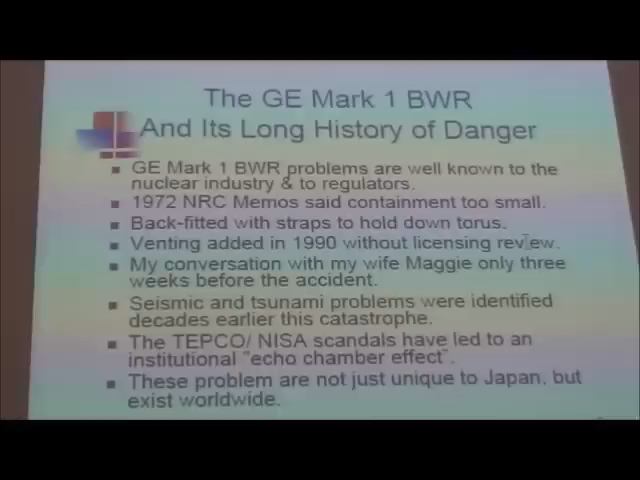 The GE Mark 1 BWR
And Its Long History of Danger
GE Mark 1 BWR problems are well known to the
nuclear industry & to regulators.
1972 NRC Memos said containment too small.
Back-fitted with straps to hold down torus.
Venting added in 1990 without licensing review.
My conversation with my wife Maggie only three
weeks before the accident.
Seismic and tsunami problems were identified
decades earlier this catastrophe.
The TEPCO/ NISA scandals have led to an
institutional "echo chamber effect".
These problem are not just unique to Japan, but
exist worldwide.